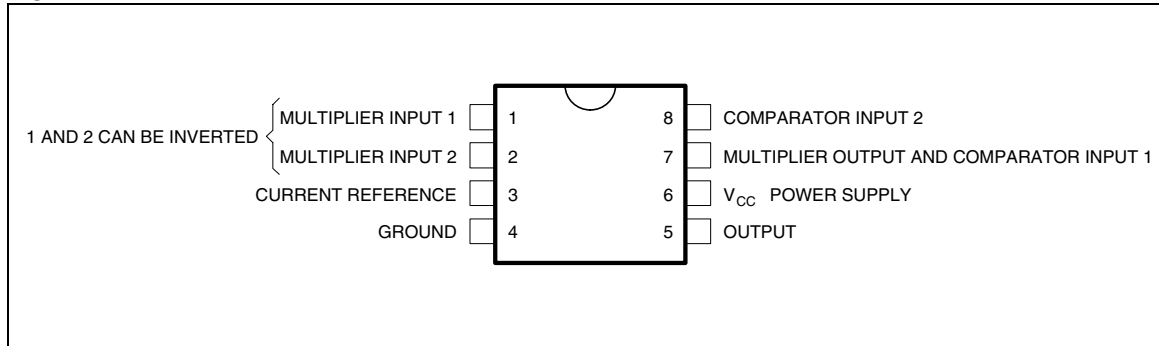 1 AND 2 CAN BE INVERTED
MULTIPLIER INPUT 1
MULTIPLIER INPUT 2
CURRENT REFERENCE
GROUND
1
2
3
4
8
7
6
5
COMPARATOR INPUT 2
MULTIPLIER OUTPUT AND COMPARATOR INPUT 1
VCC POWER SUPPLY
OUTPUT